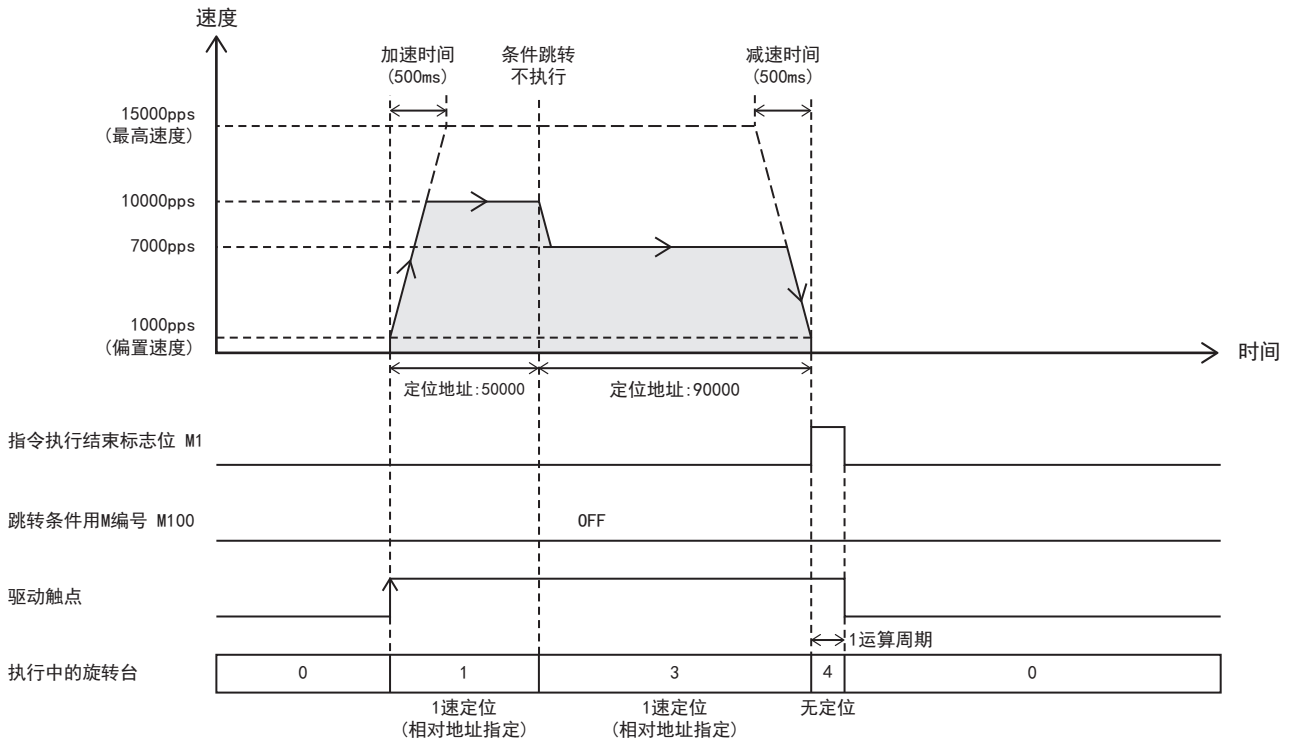 速度
加速时间
(500ms)
条件跳转
不执行
减速时间
(500ms)
15000pps
(最高速度)
10000pps
7000pps
1000pps
(偏置速度)
时间
定位地址:50000
定位地址:90000
指令执行结束标志位 M1
跳转条件用M编号 M100
OFF
驱动触点
1运算周期
执行中的旋转台
0
1
3
4
0
1速定位
(相对地址指定)
1速定位
(相对地址指定)
无定位